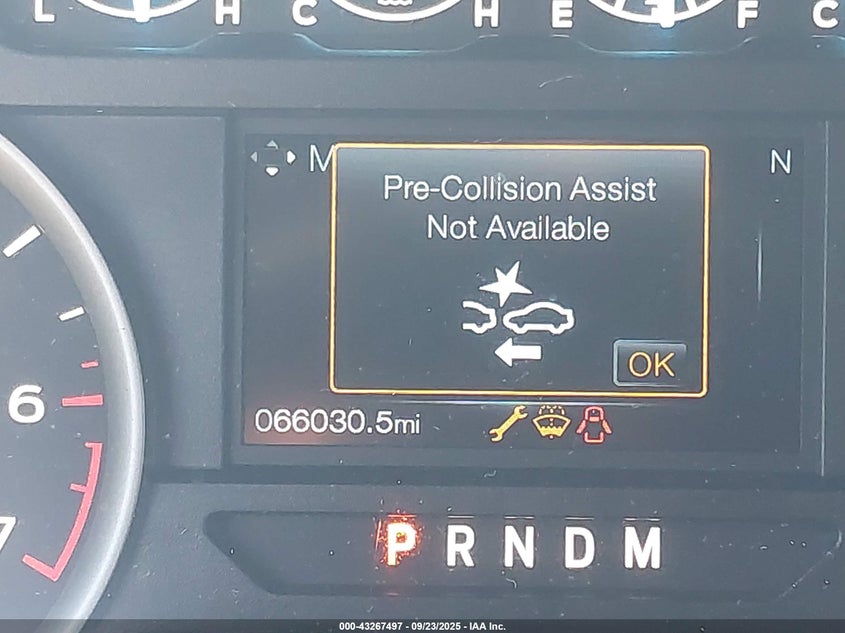 L H C H E F C
M N
Pre-Collision Assist
Not Available
OK
6
066030.5mi
7
P R N D M
000-43267497 - 09/23/2025 - IAA Inc.